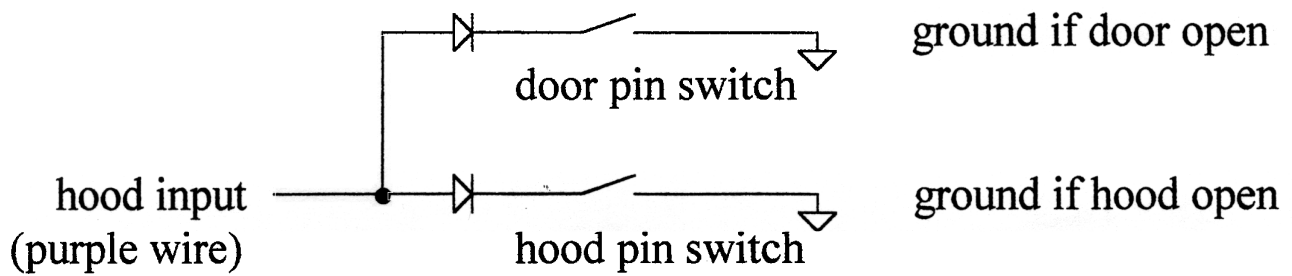 ground if door open
door pin switch
hood input
(purple wire)
ground if hood open
hood pin switch